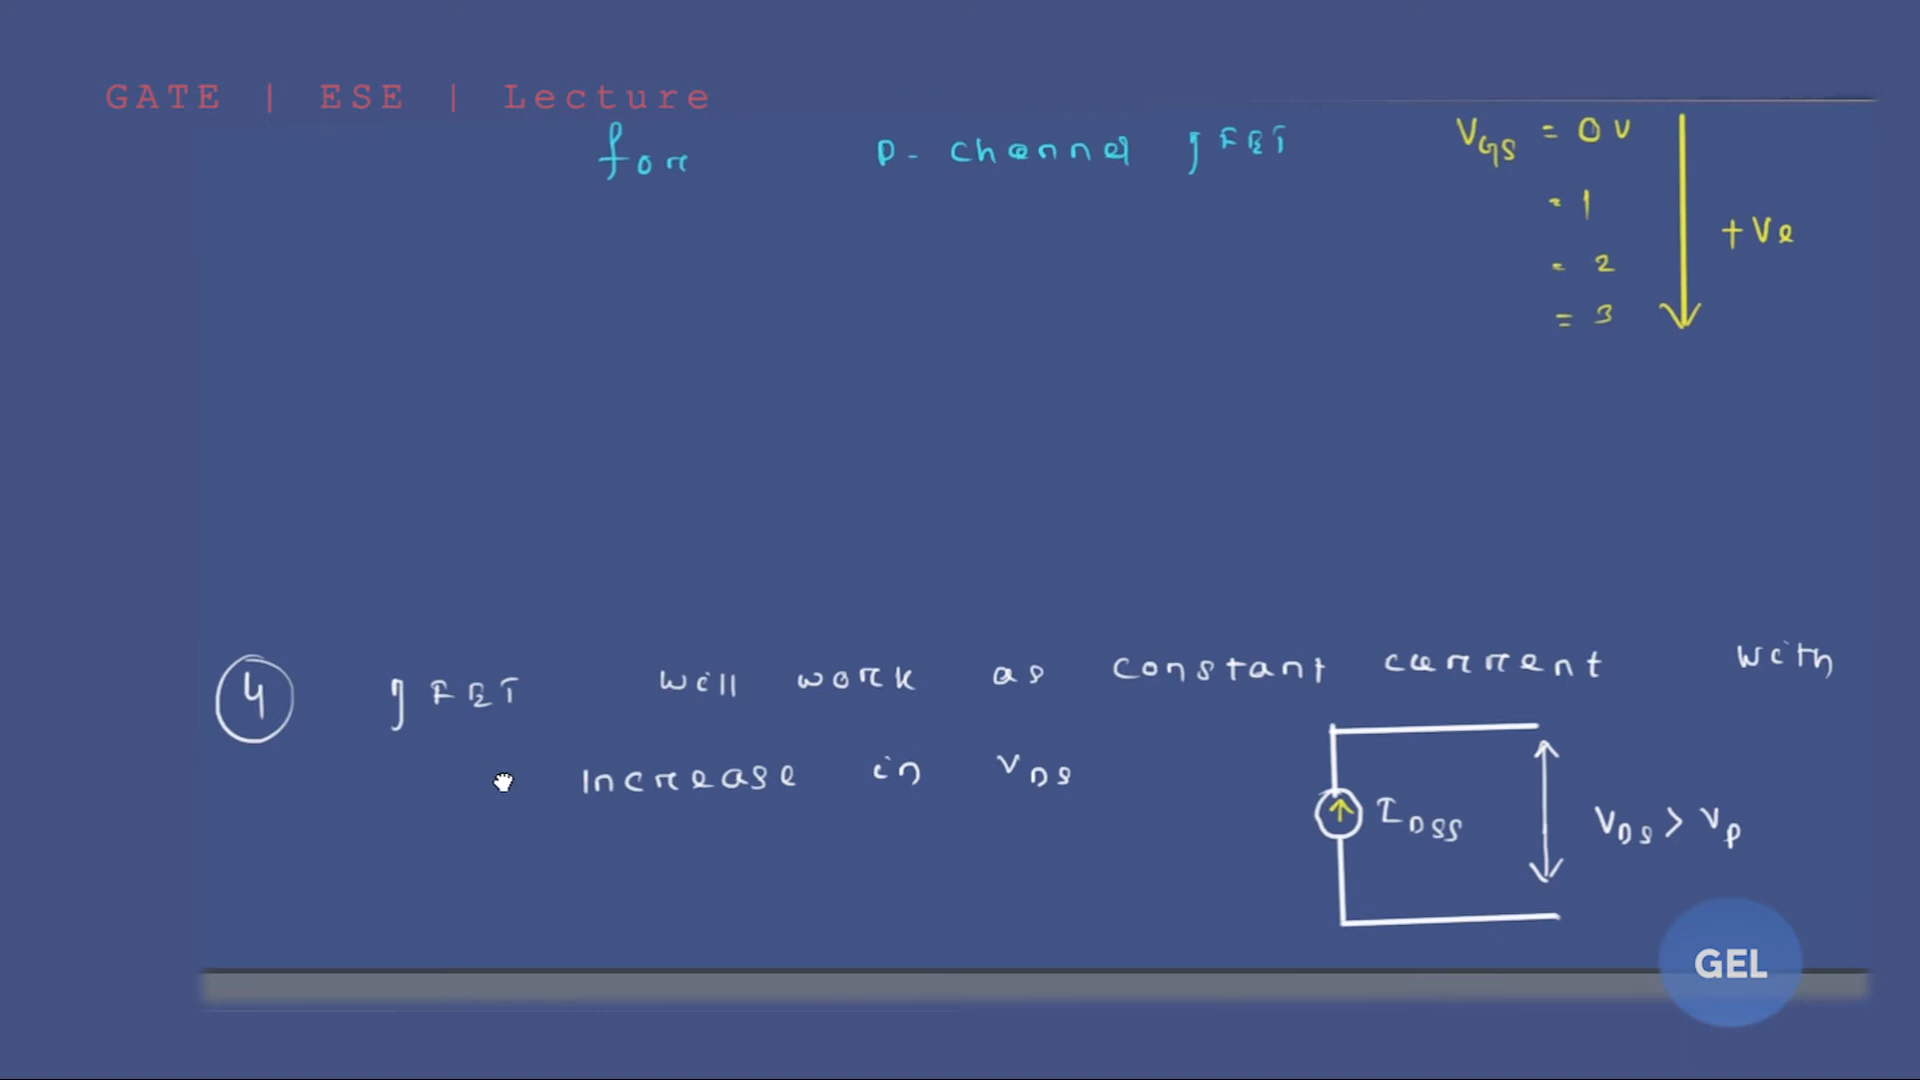 GATE | ESE | Lecture
for P-channel JFET
VGS = 0 V
= 1
= 2
= 3
+Ve
4 JFET will work as constant current with
Increase in VDS
IDSS
VDS > VP
GEL